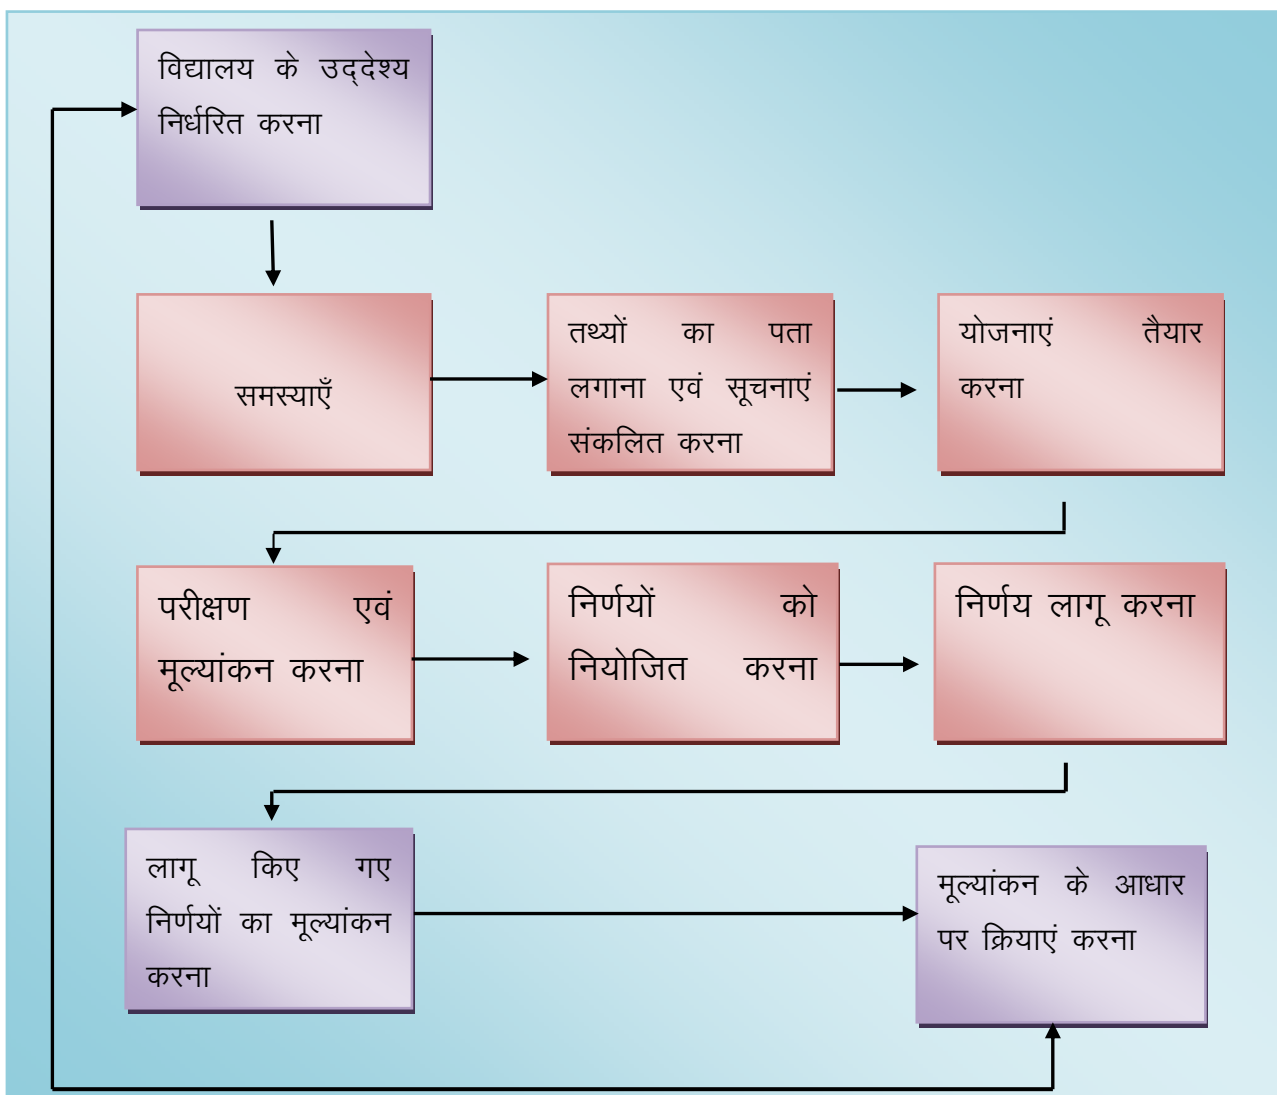 विद्यालय के उद्‌देश्य
निर्धरित करना
समस्याएँ
तथ्यों का पता
लगाना एवं सूचनाएं
संकलित करना
योजनाएं तैयार
करना
परीक्षण एवं
मूल्यांकन करना
निर्णयों को
नियोजित करना
निर्णय लागू करना
लागू किए गए
निर्णयों का मूल्यांकन
करना
मूल्यांकन के आधार
पर क्रियाएं करना